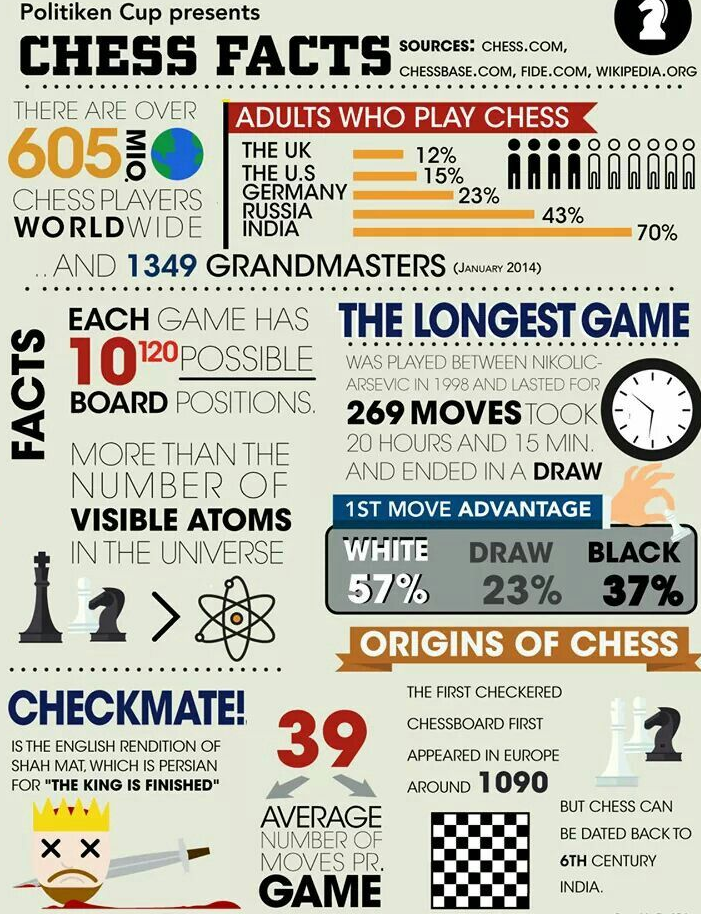 Politiken Cup presents
CHESS FACTS
SOURCES: CHESS.COM,
CHESSBASE.COM, FIDE.COM, WIKIPEDIA.ORG
THERE ARE OVER
605 MIO.
CHESS PLAYERS
WORLDWIDE
ADULTS WHO PLAY CHESS
THE UK 12%
THE U.S 15%
GERMANY 23%
RUSSIA 43%
INDIA 70%
...AND 1349 GRANDMASTERS (JANUARY 2014)
FACTS
EACH GAME HAS
10^120 POSSIBLE
BOARD POSITIONS.
MORE THAN THE
NUMBER OF
VISIBLE ATOMS
IN THE UNIVERSE
>
THE LONGEST GAME
WAS PLAYED BETWEEN NIKOLIC-
ARSEVIC IN 1998 AND LASTED FOR
269 MOVES TOOK
20 HOURS AND 15 MIN.
AND ENDED IN A DRAW
1ST MOVE ADVANTAGE
WHITE DRAW BLACK
57% 23% 37%
ORIGINS OF CHESS
CHECKMATE!
IS THE ENGLISH RENDITION OF
SHAH MAT, WHICH IS PERSIAN
FOR "THE KING IS FINISHED"
39
AVERAGE
NUMBER OF
MOVES PR.
GAME
THE FIRST CHECKERED
CHESSBOARD FIRST
APPEARED IN EUROPE
AROUND 1090
BUT CHESS CAN
BE DATED BACK TO
6TH CENTURY
INDIA.